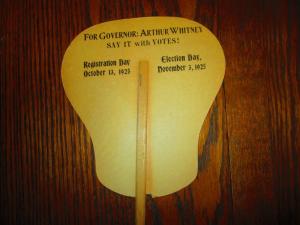 FOR GOVERNOR: ARTHUR WHITNEY
SAY IT with VOTES!
Registration Day
October 13, 1925
Election Day,
November 3, 1925